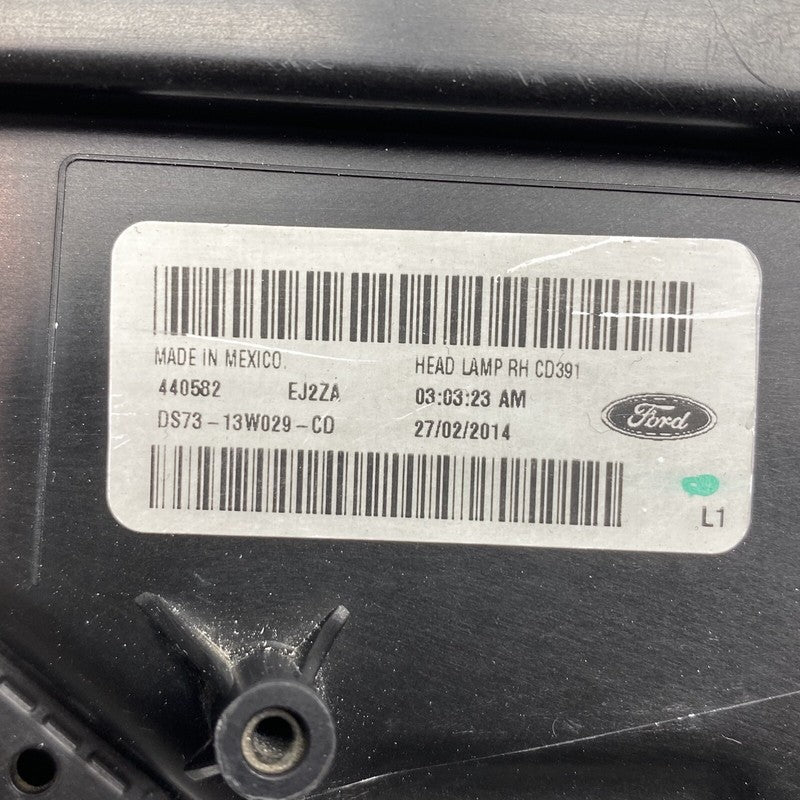 MADE IN MEXICO. HEAD LAMP RH CD391
440582 EJ2ZA 03:03:23 AM
DS73-13W029-CD 27/02/2014
Ford
L1